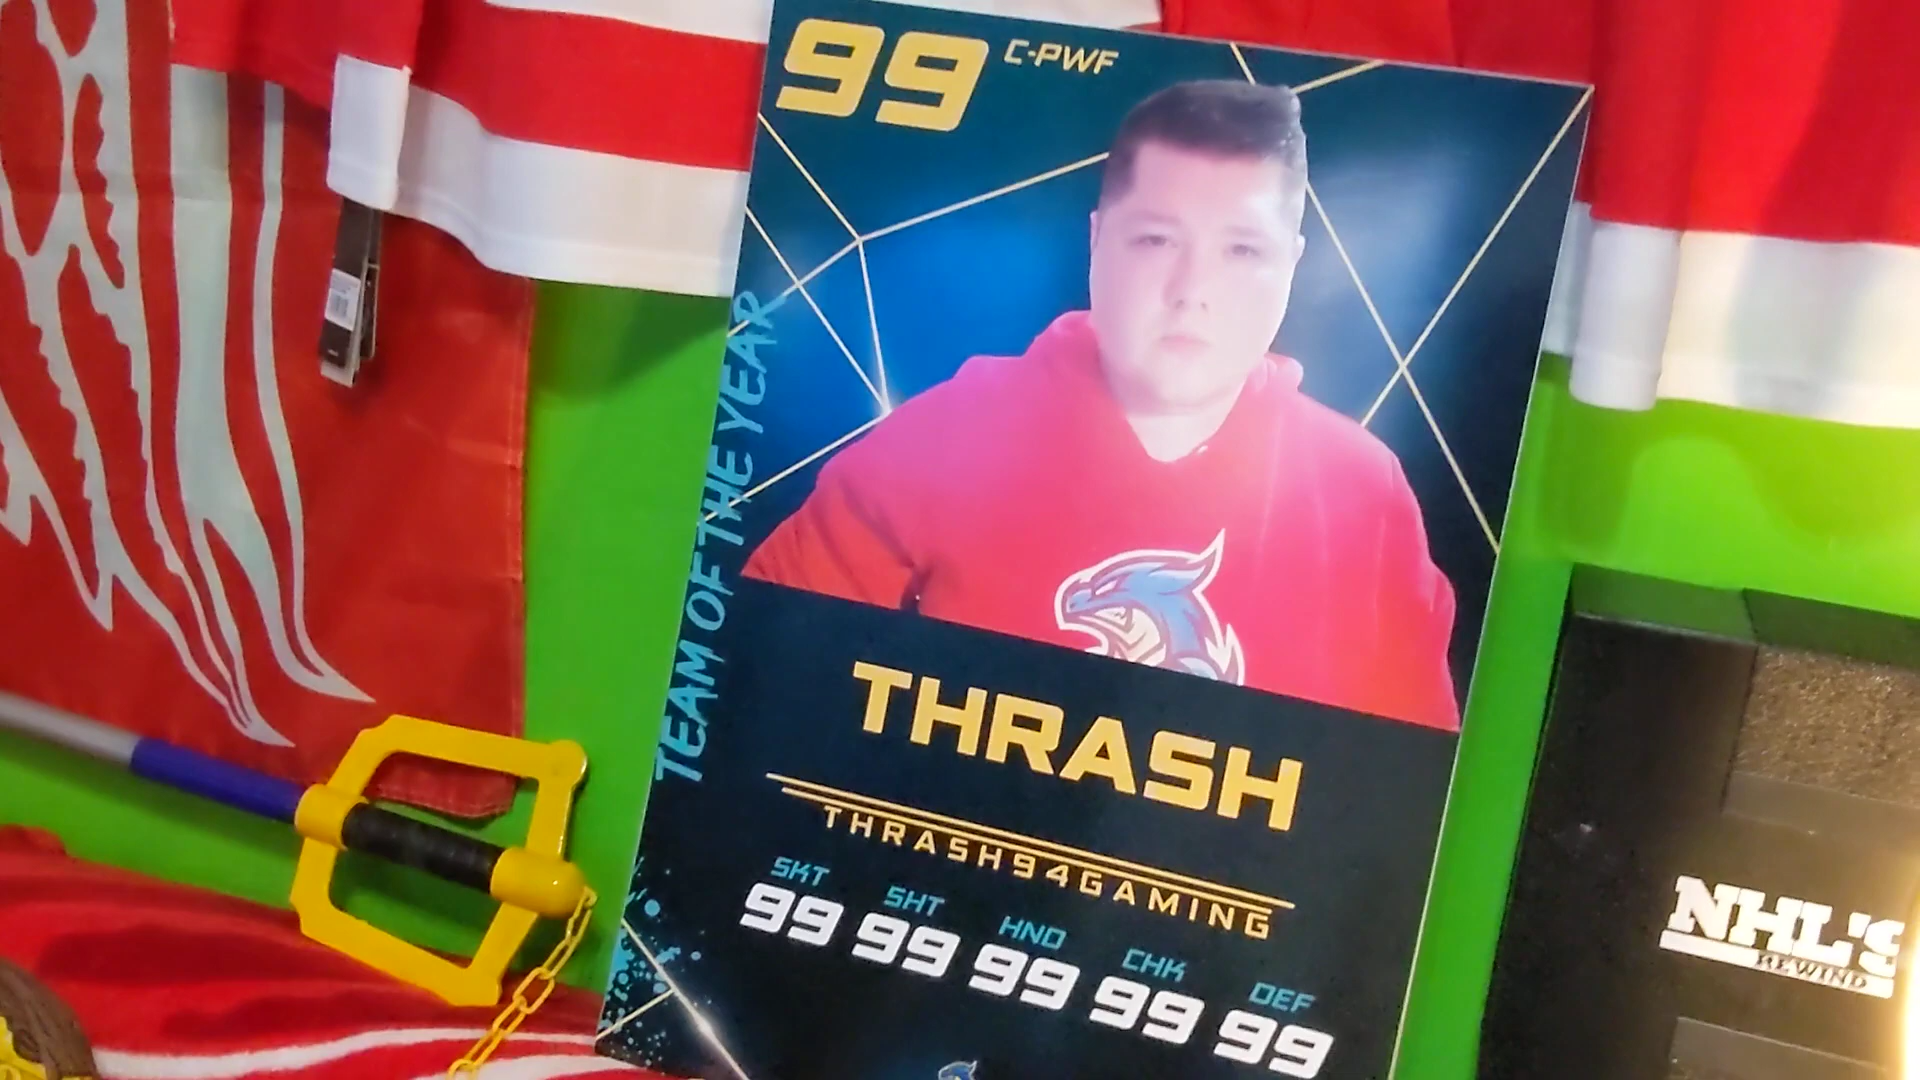 99 C-PWF
TEAM OF THE YEAR
THRASH
THRASH94GAMING
SKT SHT HND CHK DEF
99 99 99 99 99
NHL'S
REWIND